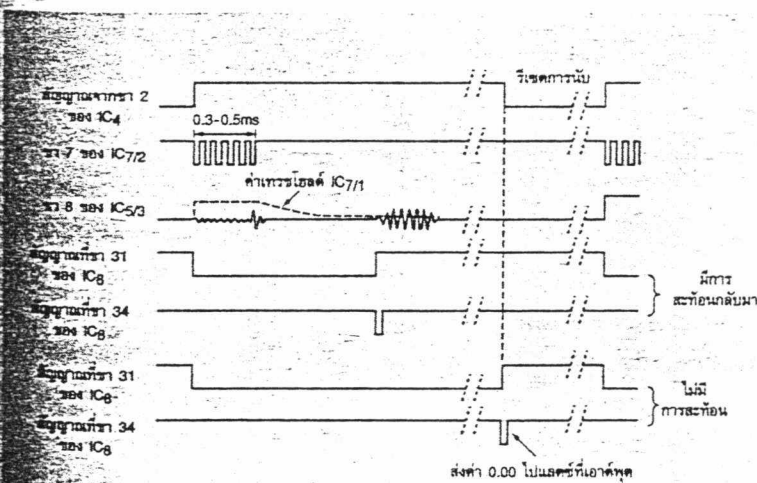 รีเซตการนับ
สัญญาณจากขา 2
ของ IC4
0.3-0.5ms
ขา 7 ของ IC7/2
ค่าเทรชโฮลด์ IC7/1
ขา 8 ของ IC5/3
สัญญาณที่ขา 31
ของ IC8
มีการ
สะท้อนกลับมา
สัญญาณที่ขา 34
ของ IC8
สัญญาณที่ขา 31
ของ IC8
ไม่มี
การสะท้อน
สัญญาณที่ขา 34
ของ IC8
ส่งค่า 0.00 ไปแลตช์ที่เอาต์พุต